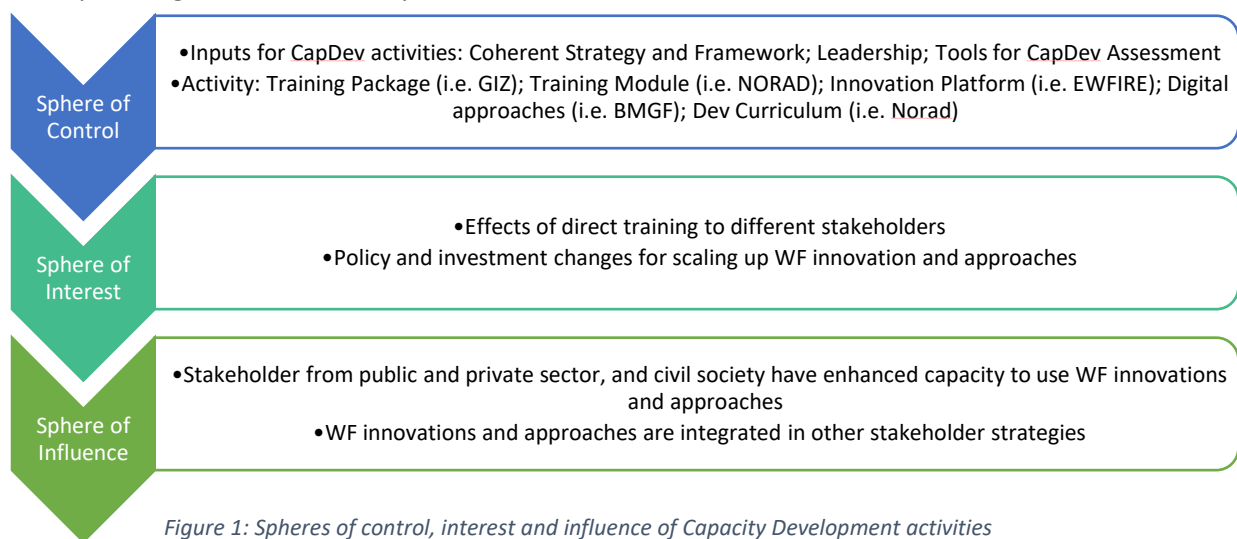 Sphere of
Control
•Inputs for CapDev activities: Coherent Strategy and Framework; Leadership; Tools for CapDev Assessment
•Activity: Training Package (i.e. GIZ); Training Module (i.e. NORAD); Innovation Platform (i.e. EWFIRE); Digital
approaches (i.e. BMGF); Dev Curriculum (i.e. Norad)
Sphere of
Interest
•Effects of direct training to different stakeholders
•Policy and investment changes for scaling up WF innovation and approaches
Sphere of
Influence
•Stakeholder from public and private sector, and civil society have enhanced capacity to use WF innovations
and approaches
•WF innovations and approaches are integrated in other stakeholder strategies
Figure 1: Spheres of control, interest and influence of Capacity Development activities